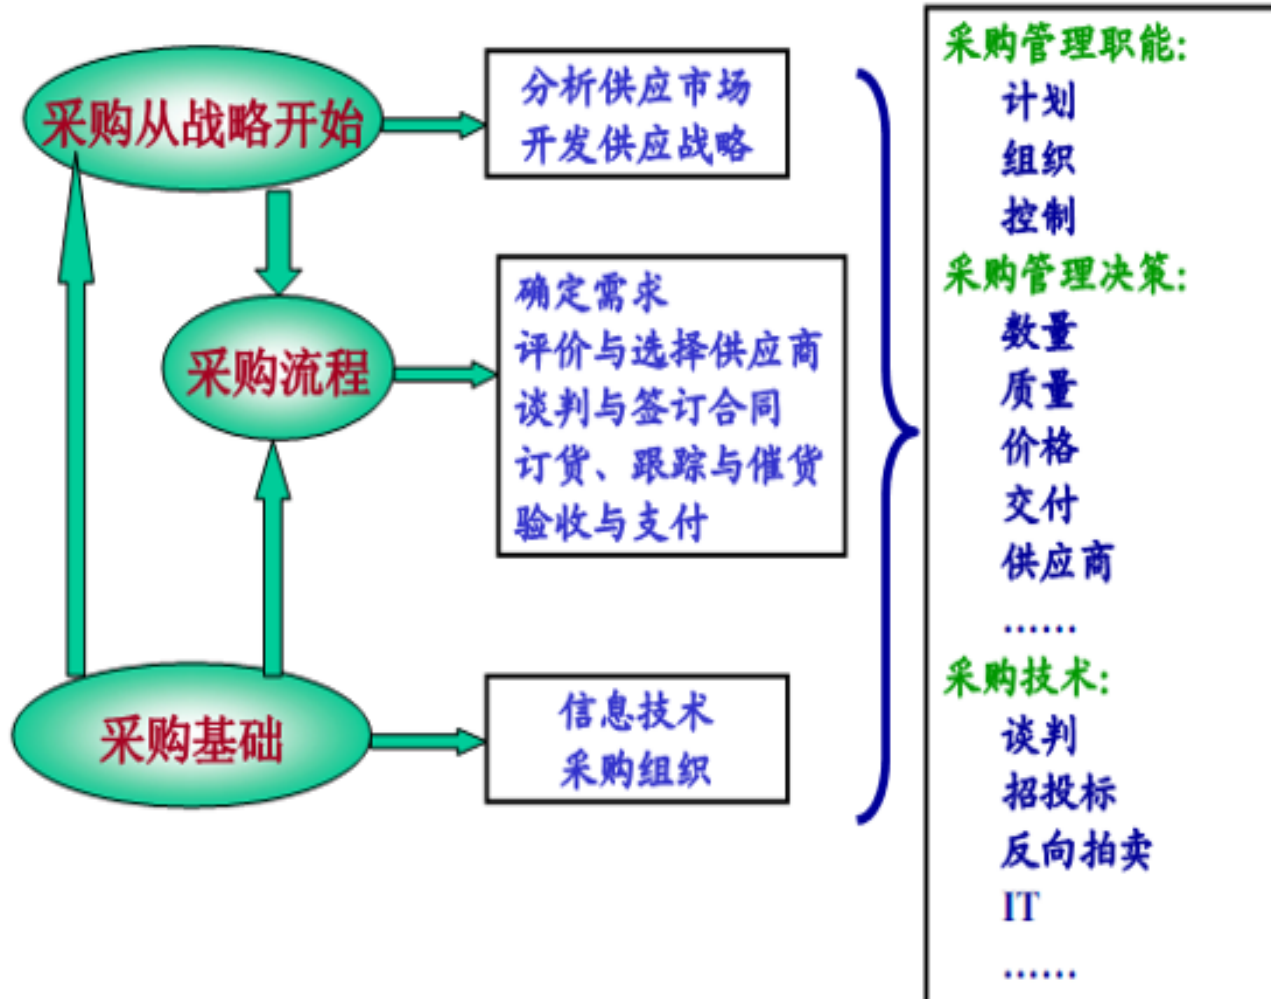 采购从战略开始
分析供应市场
开发供应战略
采购流程
确定需求
评价与选择供应商
谈判与签订合同
订货、跟踪与催货
验收与支付
采购基础
信息技术
采购组织
采购管理职能:
计划
组织
控制
采购管理决策:
数量
质量
价格
交付
供应商
……
采购技术:
谈判
招投标
反向拍卖
IT
……